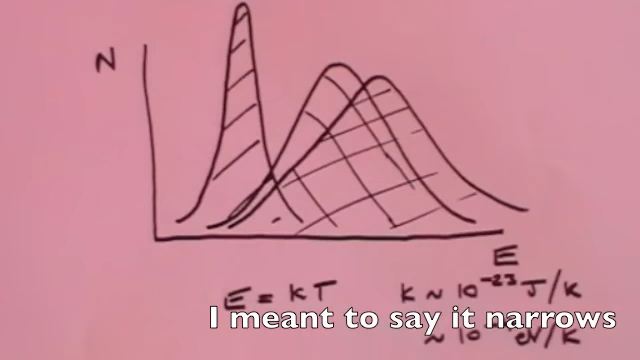 N
E
E = kT k ~ 10⁻²³ J/K
I meant to say it narrows
~ 10 eV/K